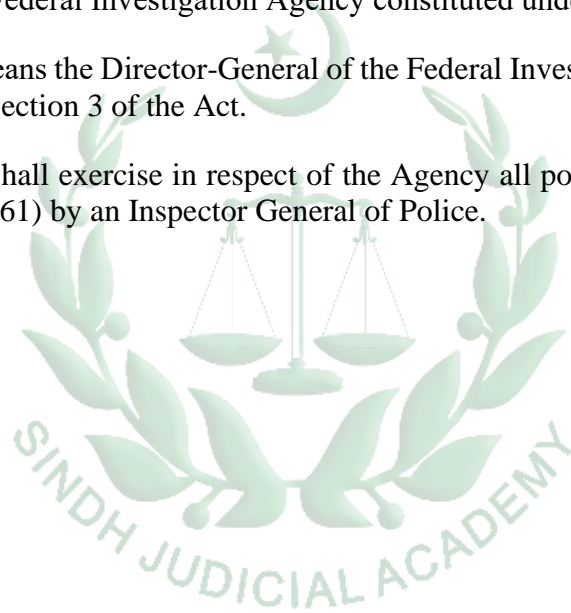 Federal Investigation Agency constituted unde
eans the Director-General of the Federal Inves
ection 3 of the Act.
hall exercise in respect of the Agency all po
61) by an Inspector General of Police.
SINDH JUDICIAL ACADEMY